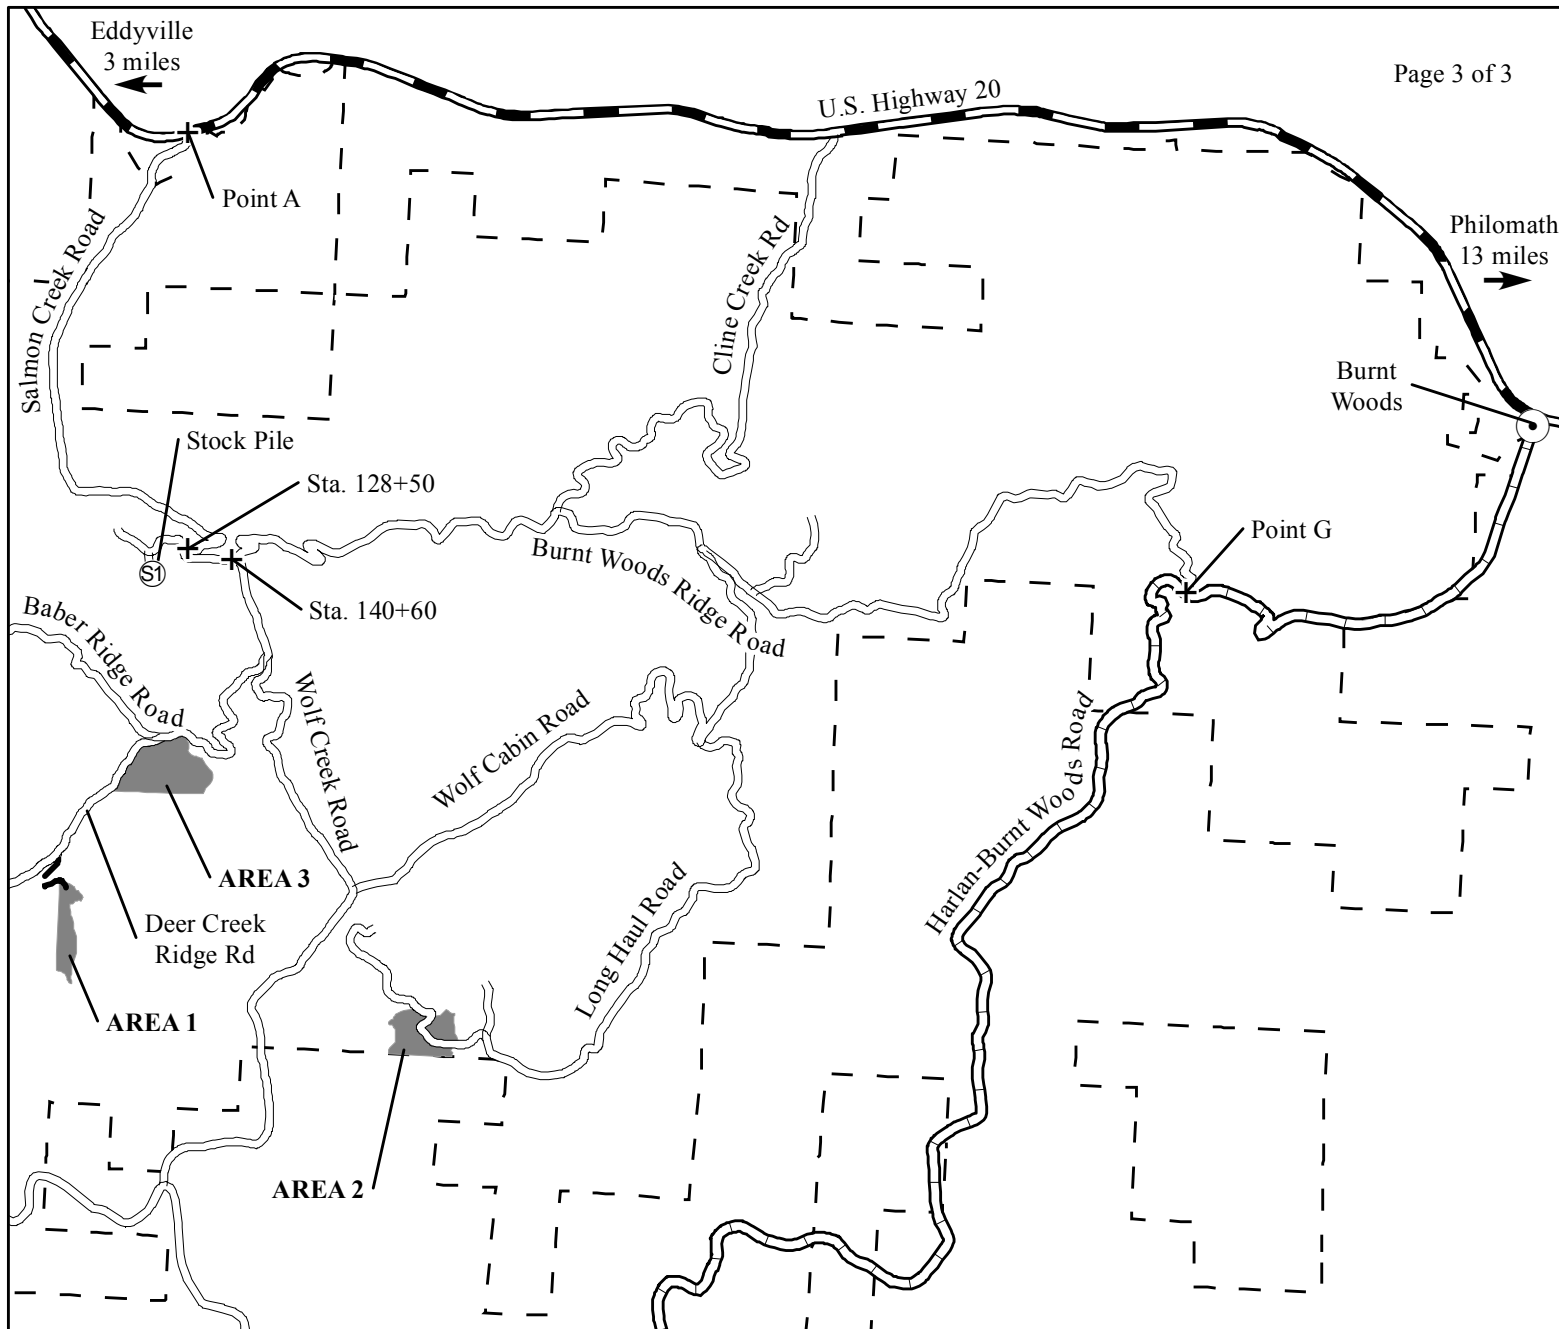 Eddyville
3 miles
Page 3 of 3
U.S. Highway 20
Point A
Philomath
13 miles
Salmon Creek Road
Cline Creek Rd
Burnt
Woods
Stock Pile
Sta. 128+50
Point G
Burnt Woods Ridge Road
S1
Sta. 140+60
Baber Ridge Road
Wolf Creek Road
Wolf Cabin Road
Harlan-Burnt Woods Road
AREA 3
Long Haul Road
Deer Creek
Ridge Rd
AREA 1
AREA 2